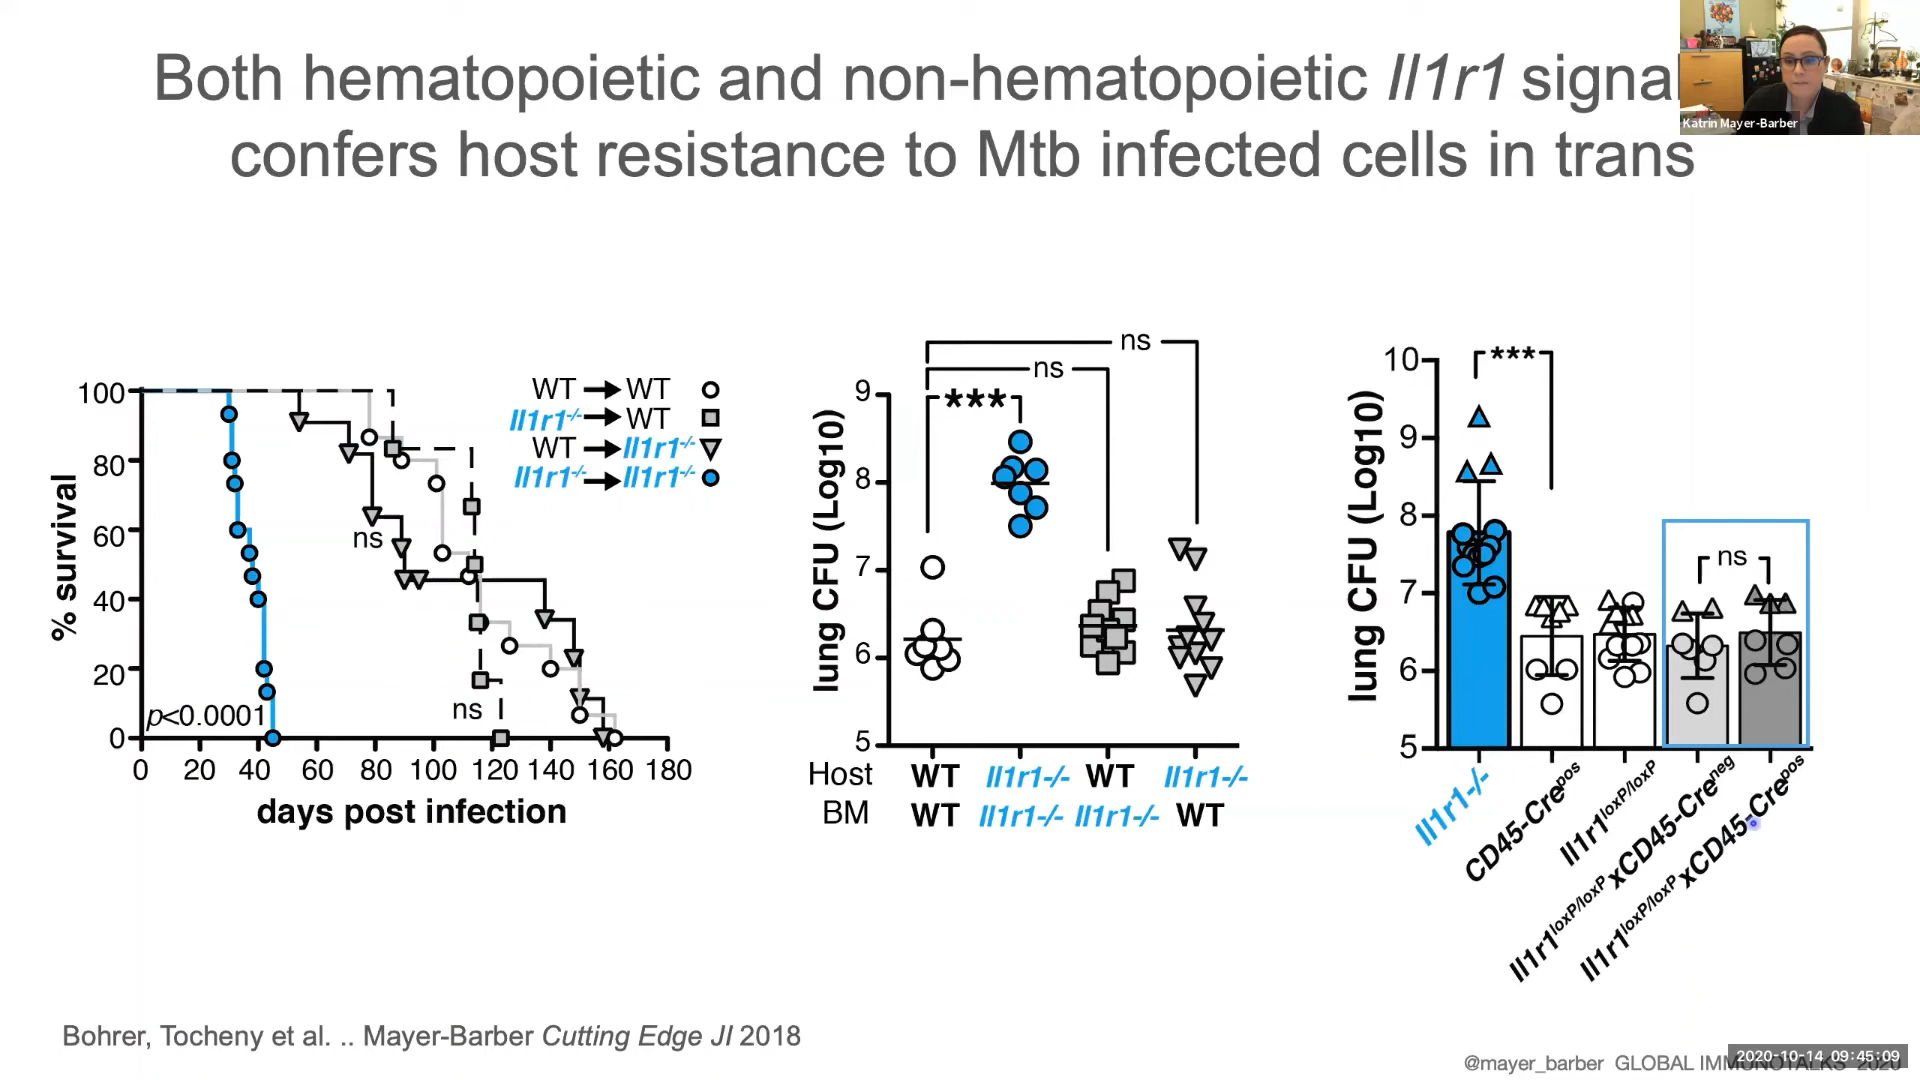 Both hematopoietic and non-hematopoietic Il1r1 signal
confers host resistance to Mtb infected cells in trans
Katrin Mayer-Barber
% survival
100
80
60
40
20
0
0 20 40 60 80 100 120 140 160 180
days post infection
WT WT
Il1r1-/- WT
WT Il1r1-/-
Il1r1-/- Il1r1-/-
ns
ns
p<0.0001
lung CFU (Log10)
9
8
7
6
5
ns
ns
***
Host WT Il1r1-/- WT Il1r1-/-
BM WT Il1r1-/- Il1r1-/- WT
lung CFU (Log10)
10
9
8
7
6
5
***
ns
Il1r1-/-
CD45-Crepos
Il1r1loxP/loxP
Il1r1loxP/loxPxCD45-Creneg
Il1r1loxP/loxPxCD45-Crepos
Bohrer, Tocheny et al. .. Mayer-Barber Cutting Edge JI 2018
@mayer_barber GLOBAL IMMUNOTALKS 2020
2020-10-14 09:45:09